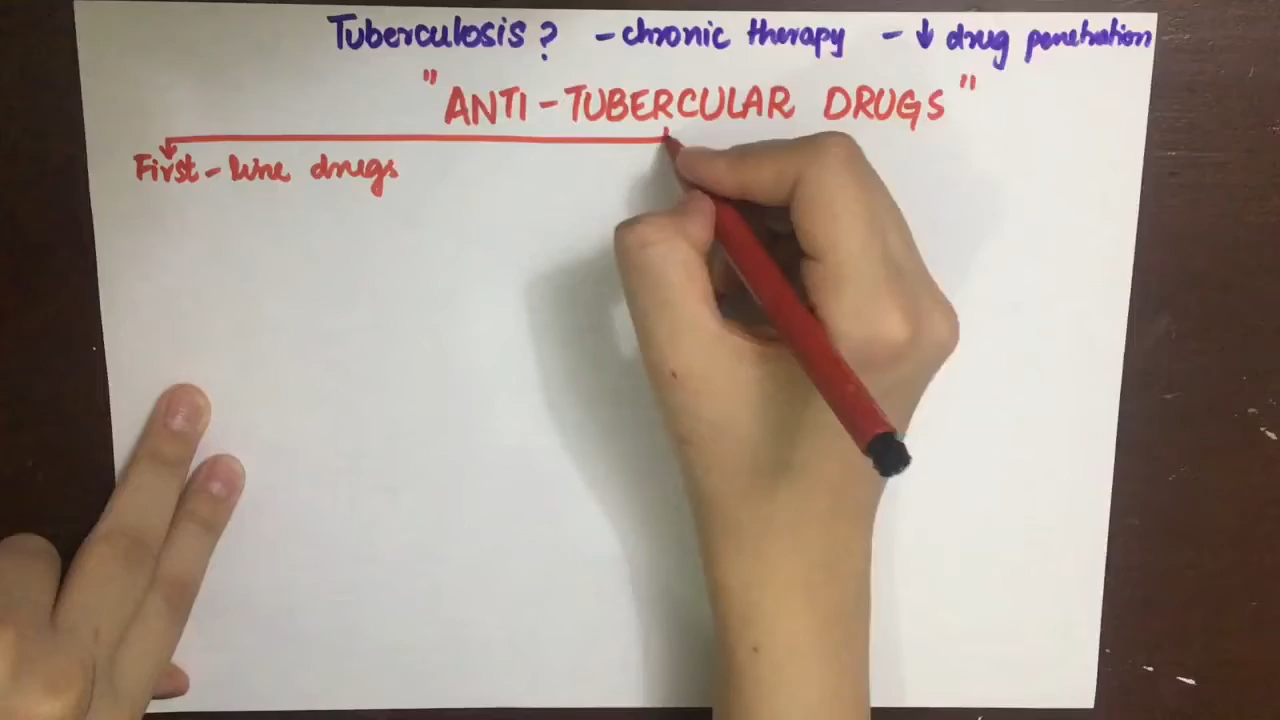 Tuberculosis? - chronic therapy - ↓ drug penetration
"ANTI-TUBERCULAR DRUGS"
First-line drugs